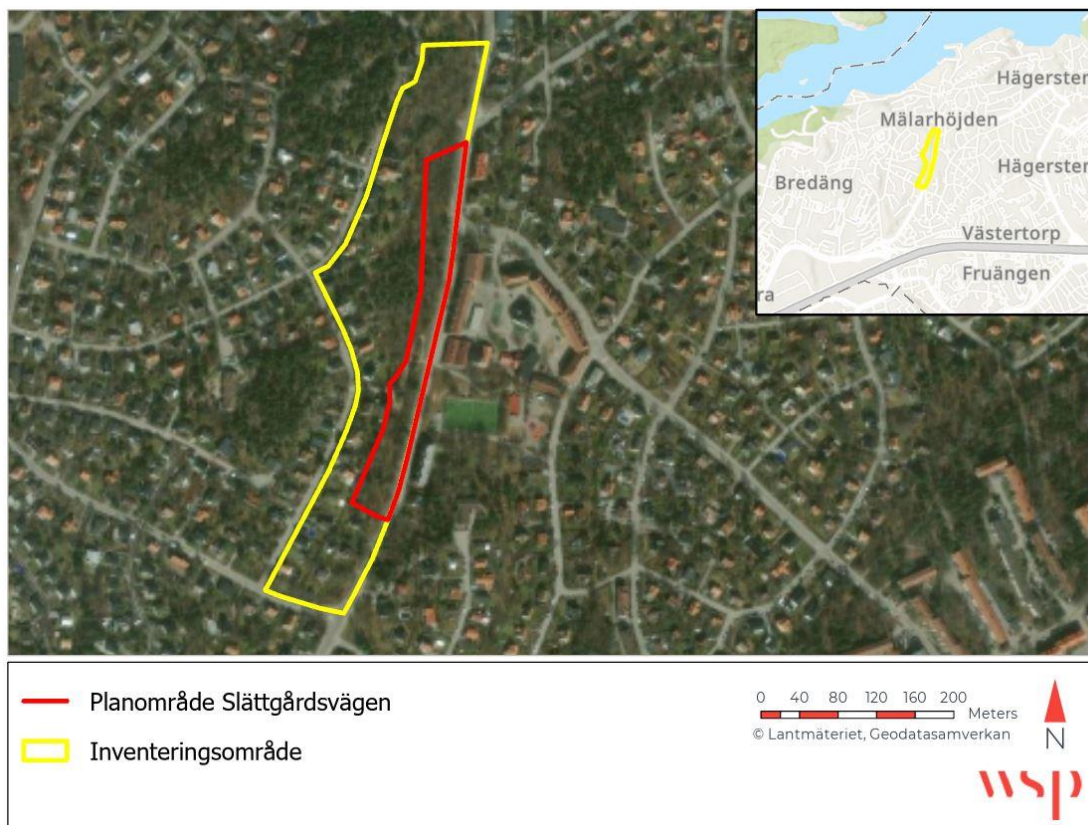 Hägersten
Mälarhöjden
Hägersten
Bredäng
Västertorp
Fruängen
ra
Planområde Slättgårdsvägen
Inventeringsområde
0 40 80 120 160 200
Meters
© Lantmäteriet, Geodatasamverkan
N
wsp